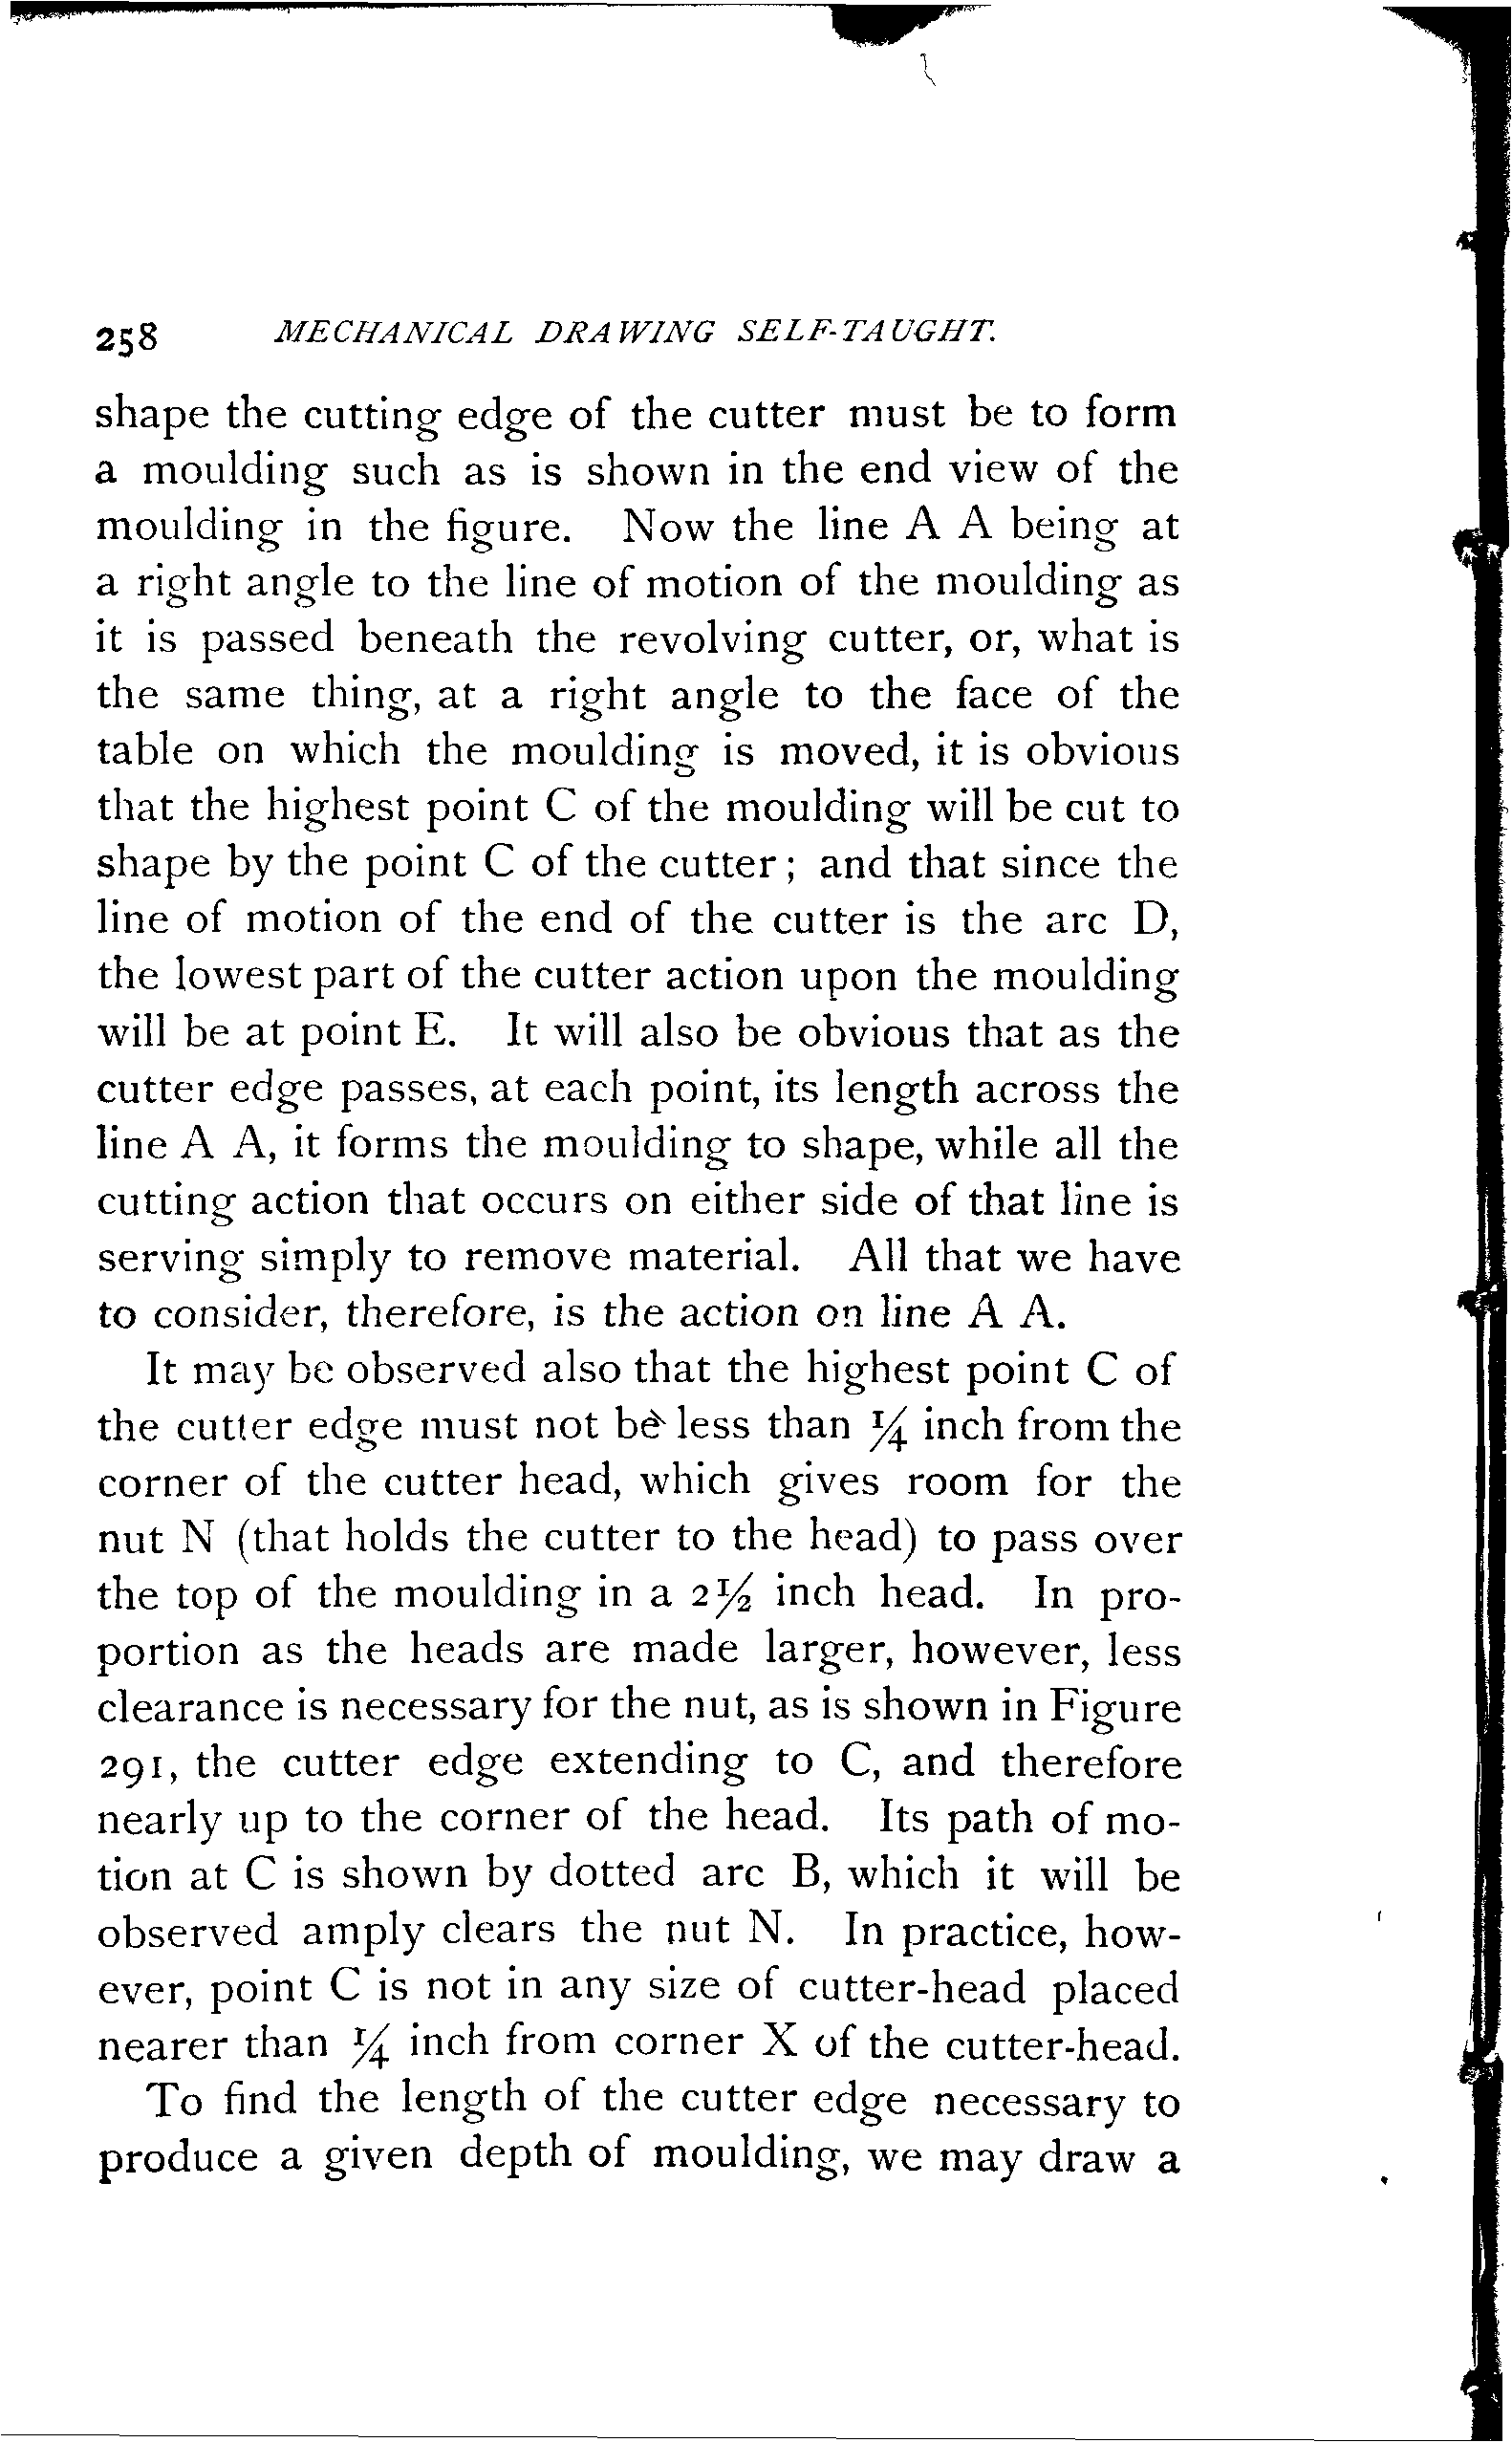 258 MECHANICAL DRAWING SELF-TAUGHT.
shape the cutting edge of the cutter must be to form
a moulding such as is shown in the end view of the
moulding in the figure. Now the line A A being at
a right angle to the line of motion of the moulding as
it is passed beneath the revolving cutter, or, what is
the same thing, at a right angle to the face of the
table on which the moulding is moved, it is obvious
that the highest point C of the moulding will be cut to
shape by the point C of the cutter; and that since the
line of motion of the end of the cutter is the arc D,
the lowest part of the cutter action upon the moulding
will be at point E. It will also be obvious that as the
cutter edge passes, at each point, its length across the
line A A, it forms the moulding to shape, while all the
cutting action that occurs on either side of that line is
serving simply to remove material. All that we have
to consider, therefore, is the action on line A A.
It may be observed also that the highest point C of
the cutter edge must not be less than ¼ inch from the
corner of the cutter head, which gives room for the
nut N (that holds the cutter to the head) to pass over
the top of the moulding in a 2½ inch head. In pro-
portion as the heads are made larger, however, less
clearance is necessary for the nut, as is shown in Figure
291, the cutter edge extending to C, and therefore
nearly up to the corner of the head. Its path of mo-
tion at C is shown by dotted arc B, which it will be
observed amply clears the nut N. In practice, how-
ever, point C is not in any size of cutter-head placed
nearer than ¼ inch from corner X of the cutter-head.
To find the length of the cutter edge necessary to
produce a given depth of moulding, we may draw a